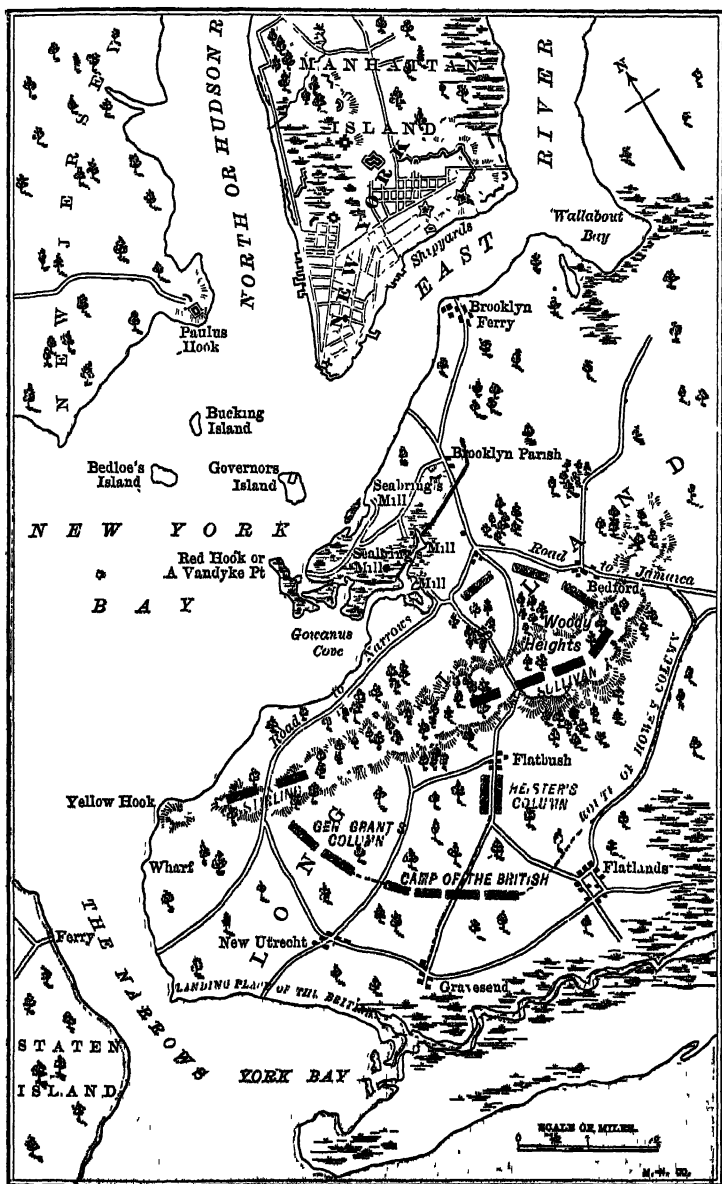 NEW JERSEY
NORTH OR HUDSON R
MANHATTAN
ISLAND
NEW YORK
Shipyards
EAST
RIVER
N
Wallabout
Bay
Paulus
Hook
Brooklyn
Ferry
Bucking
Island
Bedloe's
Island
Governors
Island
Brooklyn Parish
Seabring's
Mill
NEW YORK
BAY
Red Hook or
A Vandyke Pt
Seabring's
Mill
Mill
Mill
Gowanus
Cove
Road to Jamaica
Bedford
Woody
Heights
SULLIVAN
Road to Narrows
LONG ISLAND
Flatbush
HEISTER'S
COLUMN
ROUTE OF HOWE'S COLUMN
Yellow Hook
STIRLING
GEN GRANT'S
COLUMN
Wharf
CAMP OF THE BRITISH
Flatlands
THE NARROWS
Ferry
New Utrecht
Gravesend
LANDING PLACE OF THE BRITISH
STATEN
ISLAND
YORK BAY
SCALE OF MILES